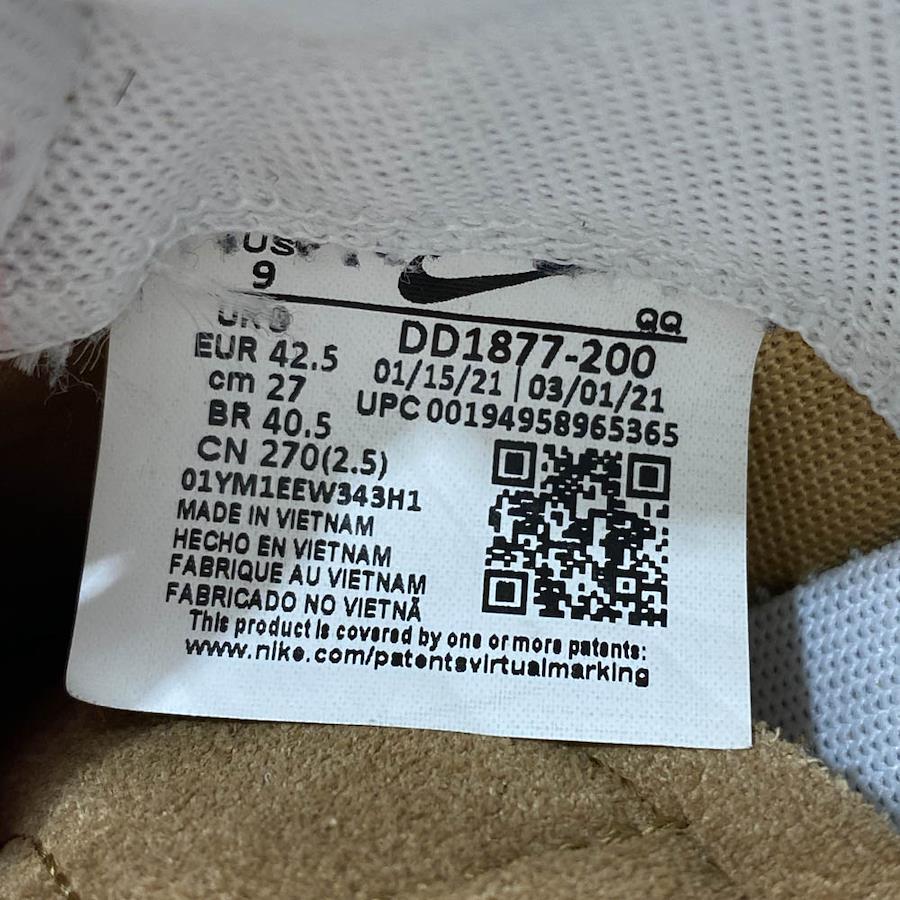 US
9
QQ
UK 8
DD1877-200
EUR 42.5
01/15/21 | 03/01/21
cm 27
UPC 00194958965365
BR 40.5
CN 270(2.5)
01YM1EEW343H1
MADE IN VIETNAM
HECHO EN VIETNAM
FABRIQUE AU VIETNAM
FABRICADO NO VIETNÃ
This product is covered by one or more patents:
www.nike.com/patentsvirtualmarking